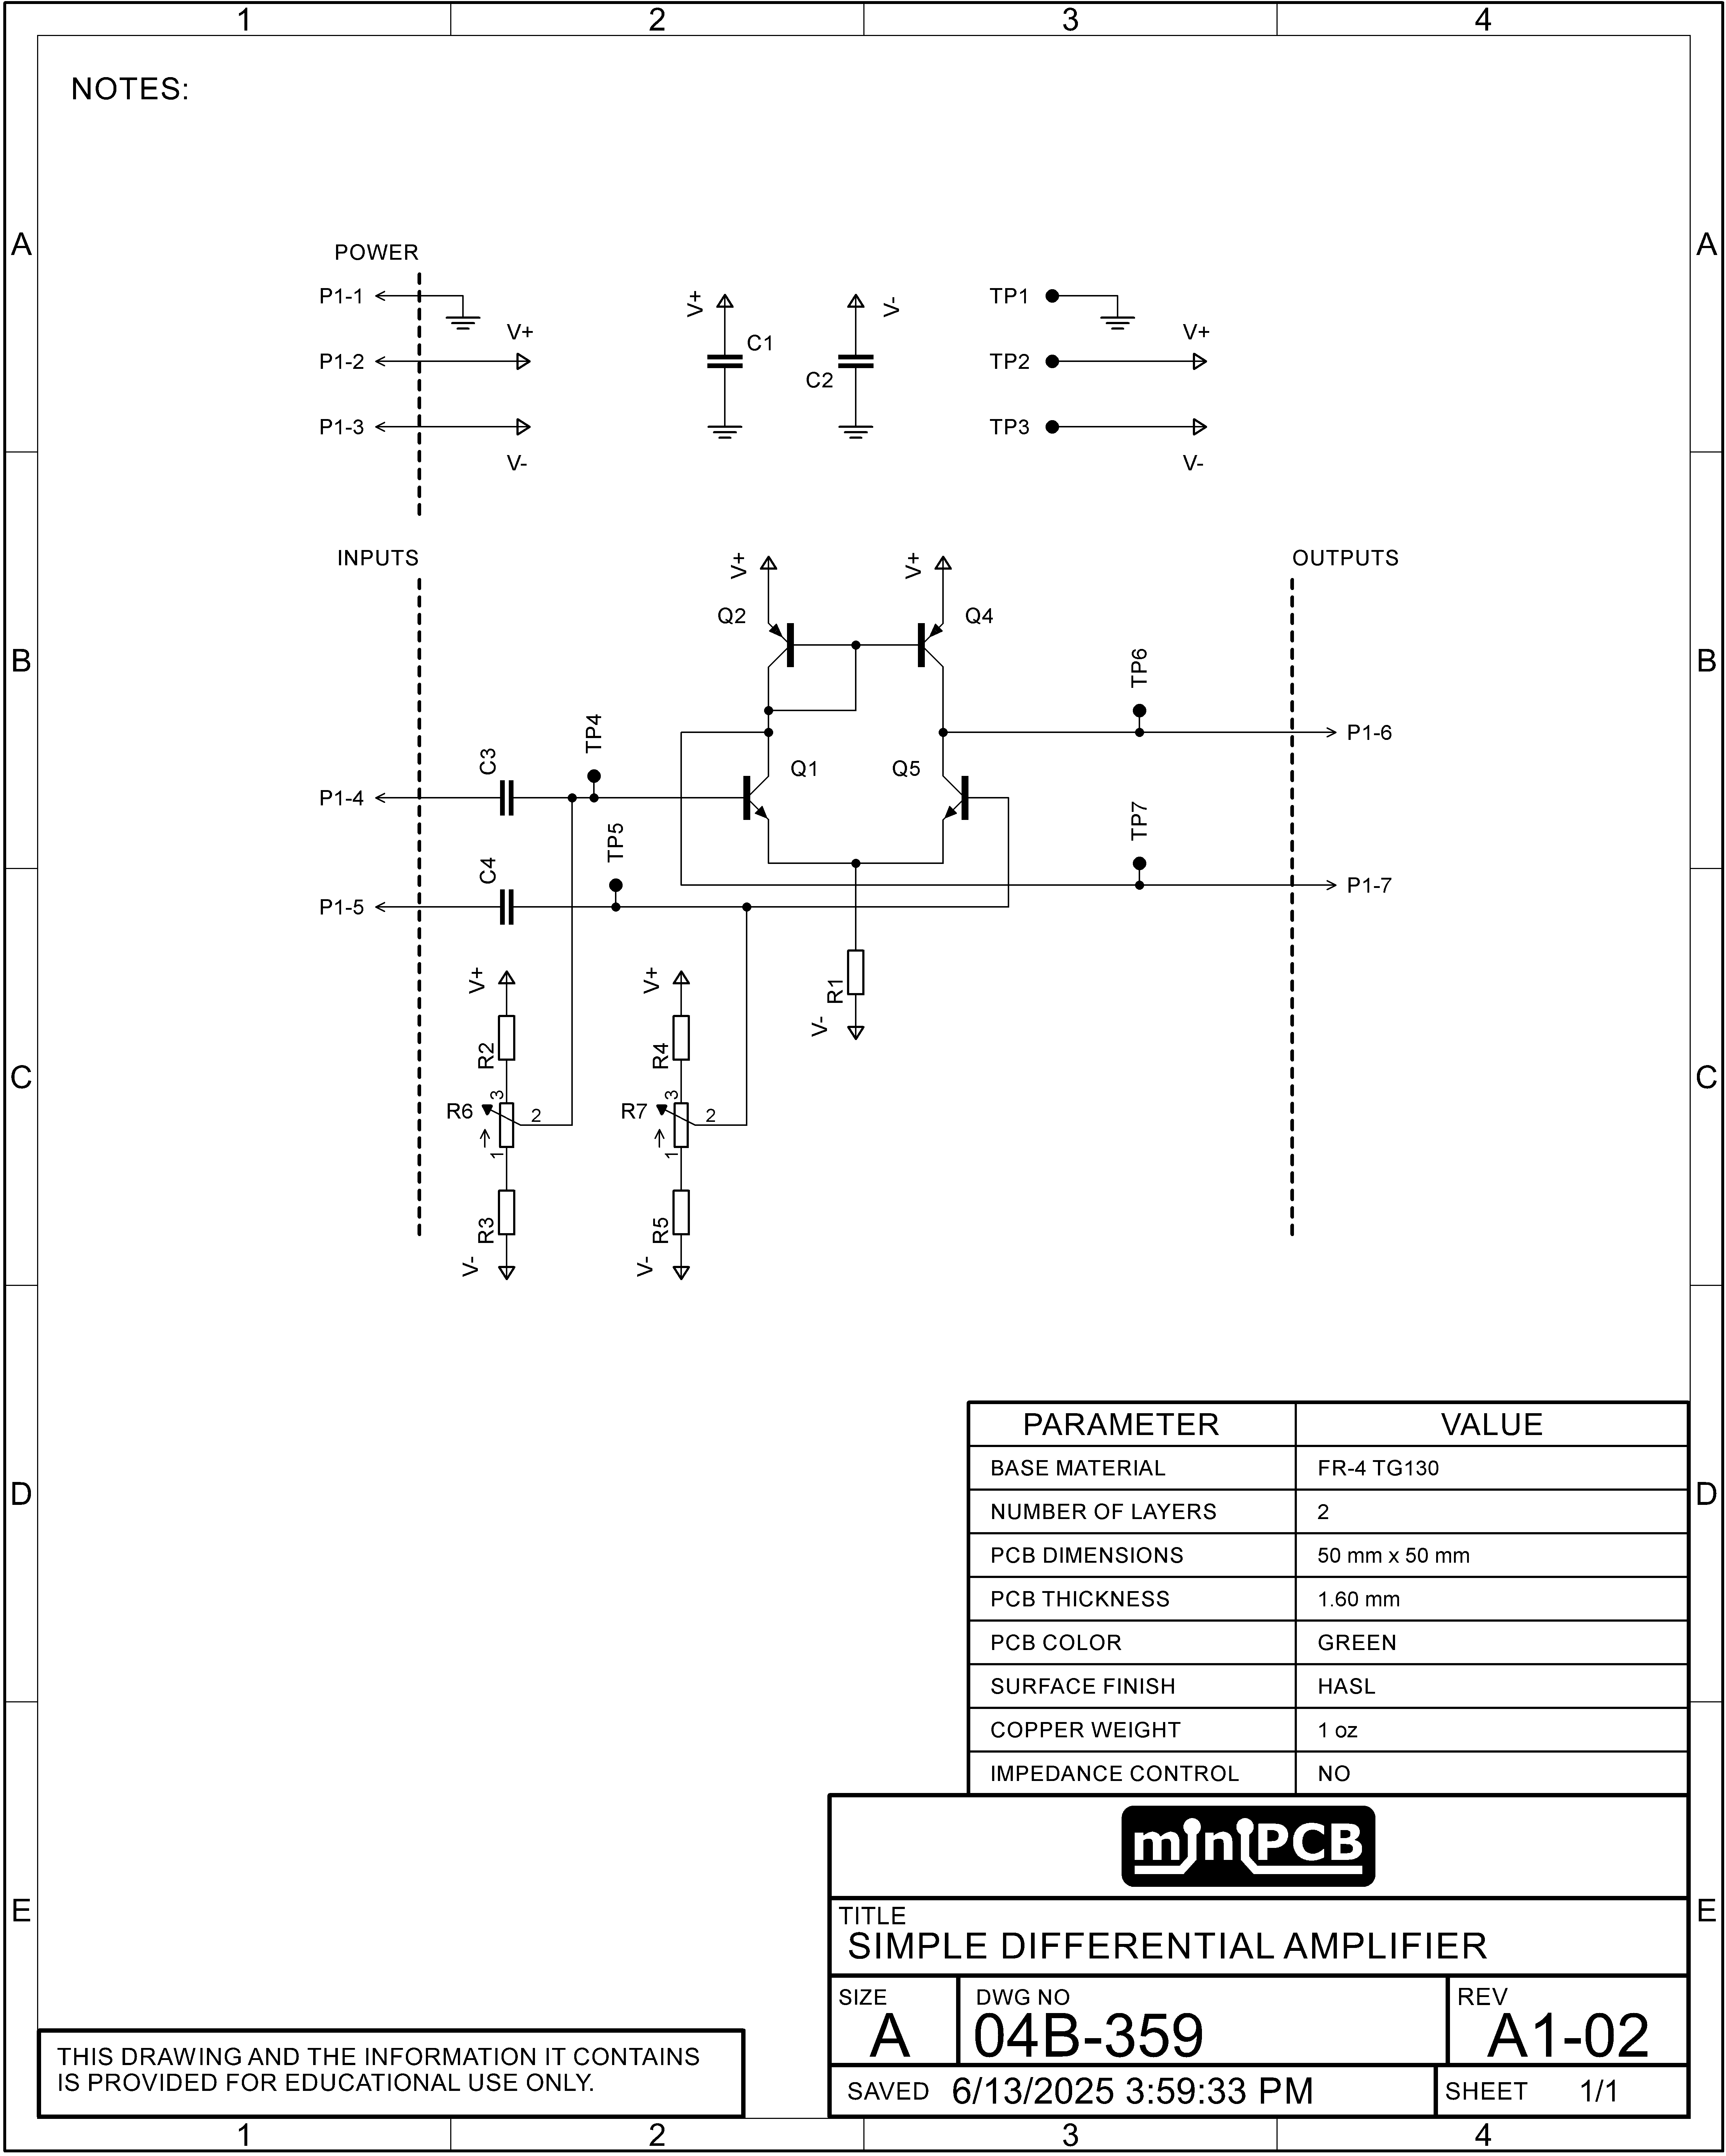 1 2 3 4
NOTES:
A A
POWER
P1-1
V+
P1-2
P1-3
V-
V+
C1
V-
C2
TP1
V+
TP2
TP3
V-
B B
INPUTS
OUTPUTS
V+
V+
Q2
Q4
TP6
P1-6
TP4
C3
Q1
Q5
P1-4
TP5
TP7
C4
P1-7
P1-5
R1
V-
V+
V+
R2
R4
C C
R6
3
2
1
R7
3
2
1
R3
R5
V-
V-
D D
PARAMETER VALUE
BASE MATERIAL FR-4 TG130
NUMBER OF LAYERS 2
PCB DIMENSIONS 50 mm x 50 mm
PCB THICKNESS 1.60 mm
PCB COLOR GREEN
SURFACE FINISH HASL
COPPER WEIGHT 1 oz
IMPEDANCE CONTROL NO
miniPCB
E E
TITLE
SIMPLE DIFFERENTIAL AMPLIFIER
SIZE
A
DWG NO
04B-359
REV
A1-02
SAVED 6/13/2025 3:59:33 PM
SHEET 1/1
THIS DRAWING AND THE INFORMATION IT CONTAINS
IS PROVIDED FOR EDUCATIONAL USE ONLY.
1 2 3 4